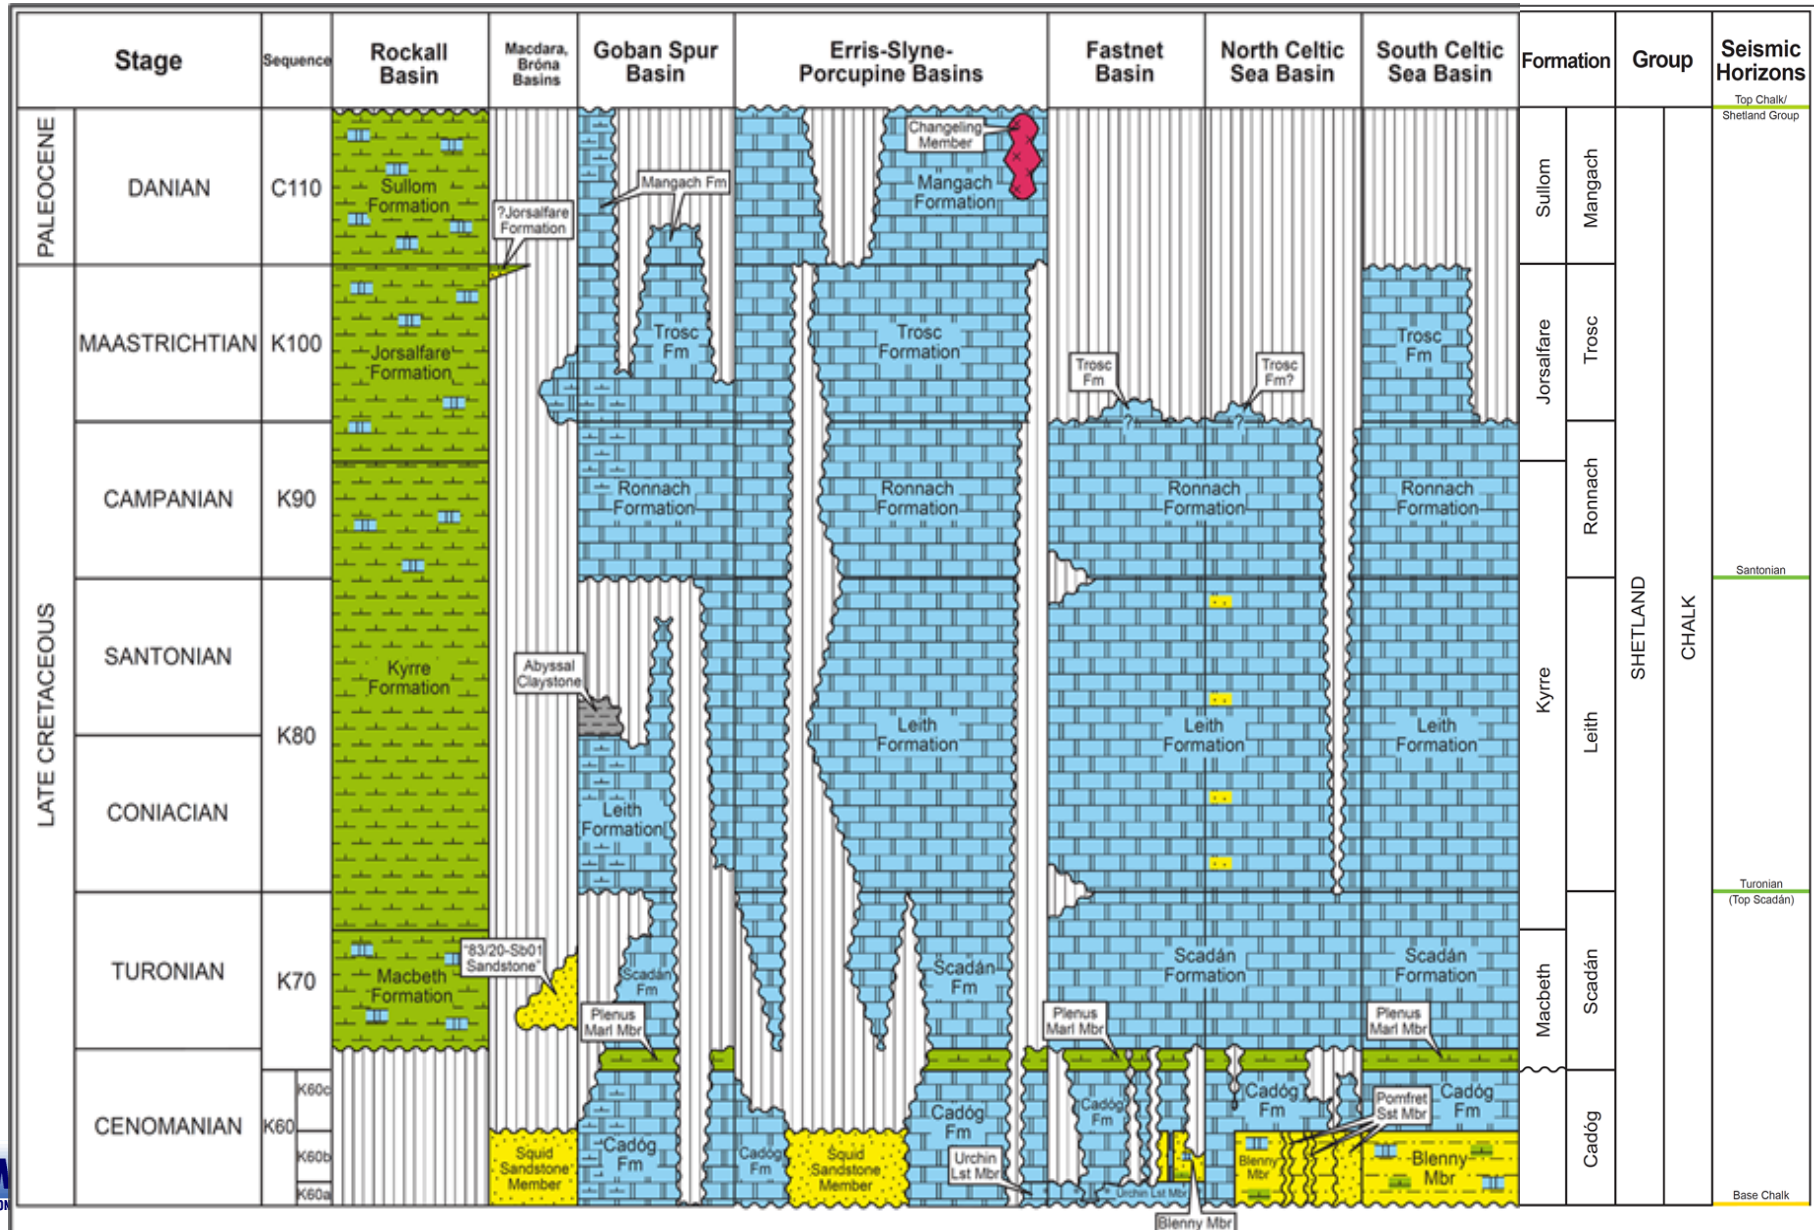 Stage
Sequence
Rockall
Basin
Macdara,
Bróna
Basins
Goban Spur
Basin
Erris-Slyne-
Porcupine Basins
Fastnet
Basin
North Celtic
Sea Basin
South Celtic
Sea Basin
Formation
Group
Seismic
Horizons
Top Chalk/
Shetland Group
PALEOCENE
DANIAN
C110
Sullom
Formation
?Jorsalfare
Formation
Mangach Fm
Changeling
Member
Mangach
Formation
Sullom
Mangach
LATE CRETACEOUS
MAASTRICHTIAN
K100
Jorsalfare
Formation
Trosc
Fm
Trosc
Formation
Trosc
Fm
?
Trosc
Fm?
?
Trosc
Fm
Jorsalfare
Trosc
CAMPANIAN
K90
Ronnach
Formation
Ronnach
Formation
Ronnach
Formation
Ronnach
Formation
Ronnach
Santonian
SANTONIAN
K80
Kyrre
Formation
Abyssal
Claystone
Leith
Formation
Leith
Formation
Leith
Formation
Kyrre
Leith
SHETLAND
CHALK
CONIACIAN
Leith
Formation
Turonian
(Top Scadán)
TURONIAN
K70
Macbeth
Formation
"83/20-Sb01
Sandstone"
Scadán
Fm
Plenus
Marl Mbr
Scadán
Fm
Scadán
Formation
Plenus
Marl Mbr
Scadán
Formation
Plenus
Marl Mbr
Macbeth
Scadán
CENOMANIAN
K60
K60c
K60b
K60a
Squid
Sandstone
Member
Cadóg
Fm
Cadóg
Fm
Squid
Sandstone
Member
Cadóg
Fm
Urchin
Lst Mbr
Cadóg
Fm
Urchin Lst Mbr
Blenny Mbr
Cadóg
Fm
Blenny
Mbr
Pomfret
Sst Mbr
Cadóg
Fm
Blenny
Mbr
Cadóg
Base Chalk